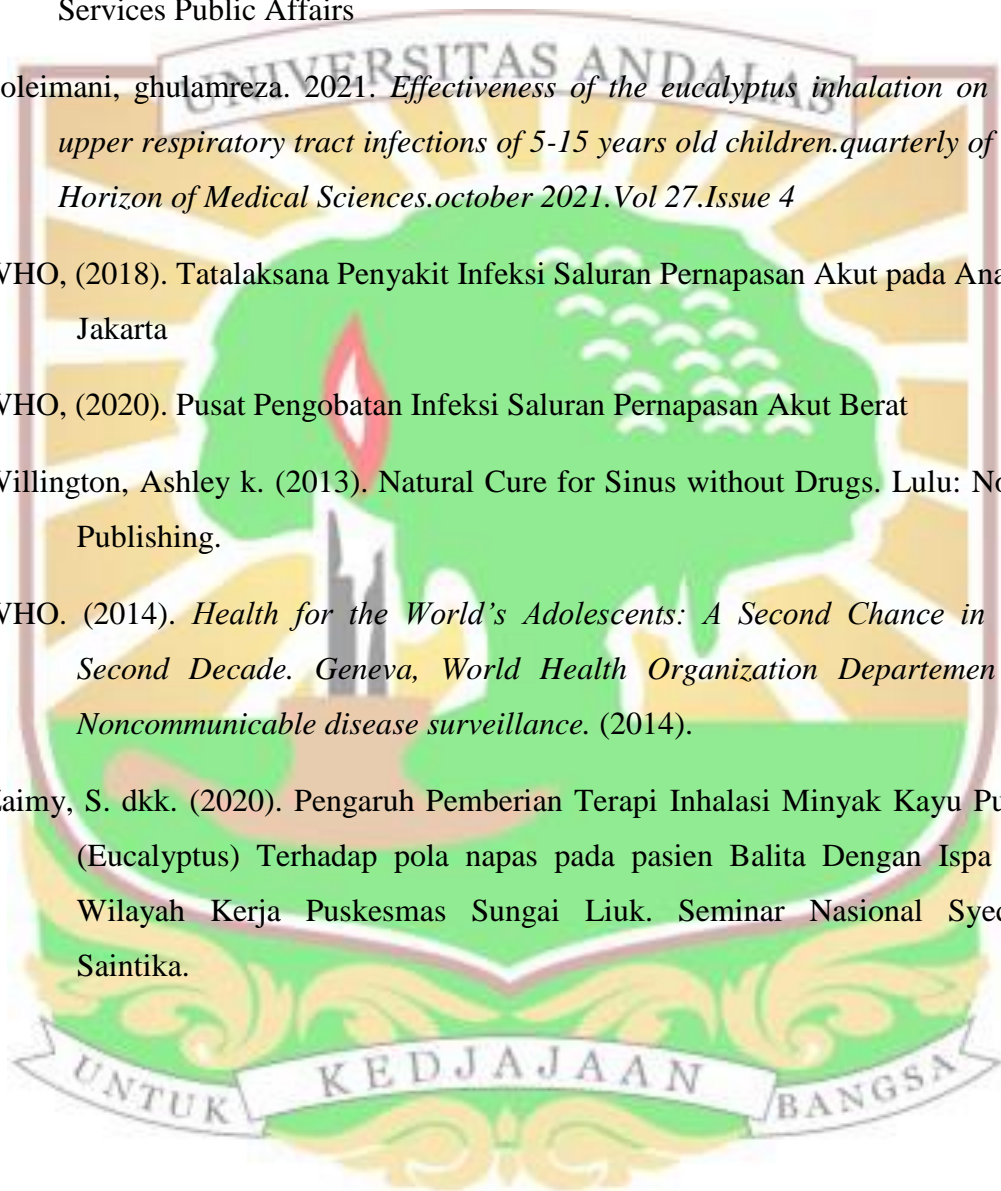 Services Public Affairs
UNIVERSITAS ANDALAS
oleimani, ghulamreza. 2021. Effectiveness of the eucalyptus inhalation on
upper respiratory tract infections of 5-15 years old children.quarterly of
Horizon of Medical Sciences.october 2021.Vol 27.Issue 4
WHO, (2018). Tatalaksana Penyakit Infeksi Saluran Pernapasan Akut pada Ana
Jakarta
WHO, (2020). Pusat Pengobatan Infeksi Saluran Pernapasan Akut Berat
Willington, Ashley k. (2013). Natural Cure for Sinus without Drugs. Lulu: No
Publishing.
WHO. (2014). Health for the World’s Adolescents: A Second Chance in
Second Decade. Geneva, World Health Organization Departemen
Noncommunicable disease surveillance. (2014).
Zaimy, S. dkk. (2020). Pengaruh Pemberian Terapi Inhalasi Minyak Kayu Pu
(Eucalyptus) Terhadap pola napas pada pasien Balita Dengan Ispa
Wilayah Kerja Puskesmas Sungai Liuk. Seminar Nasional Syed
Saintika.
UNTUK KEDJAJAAN BANGSA